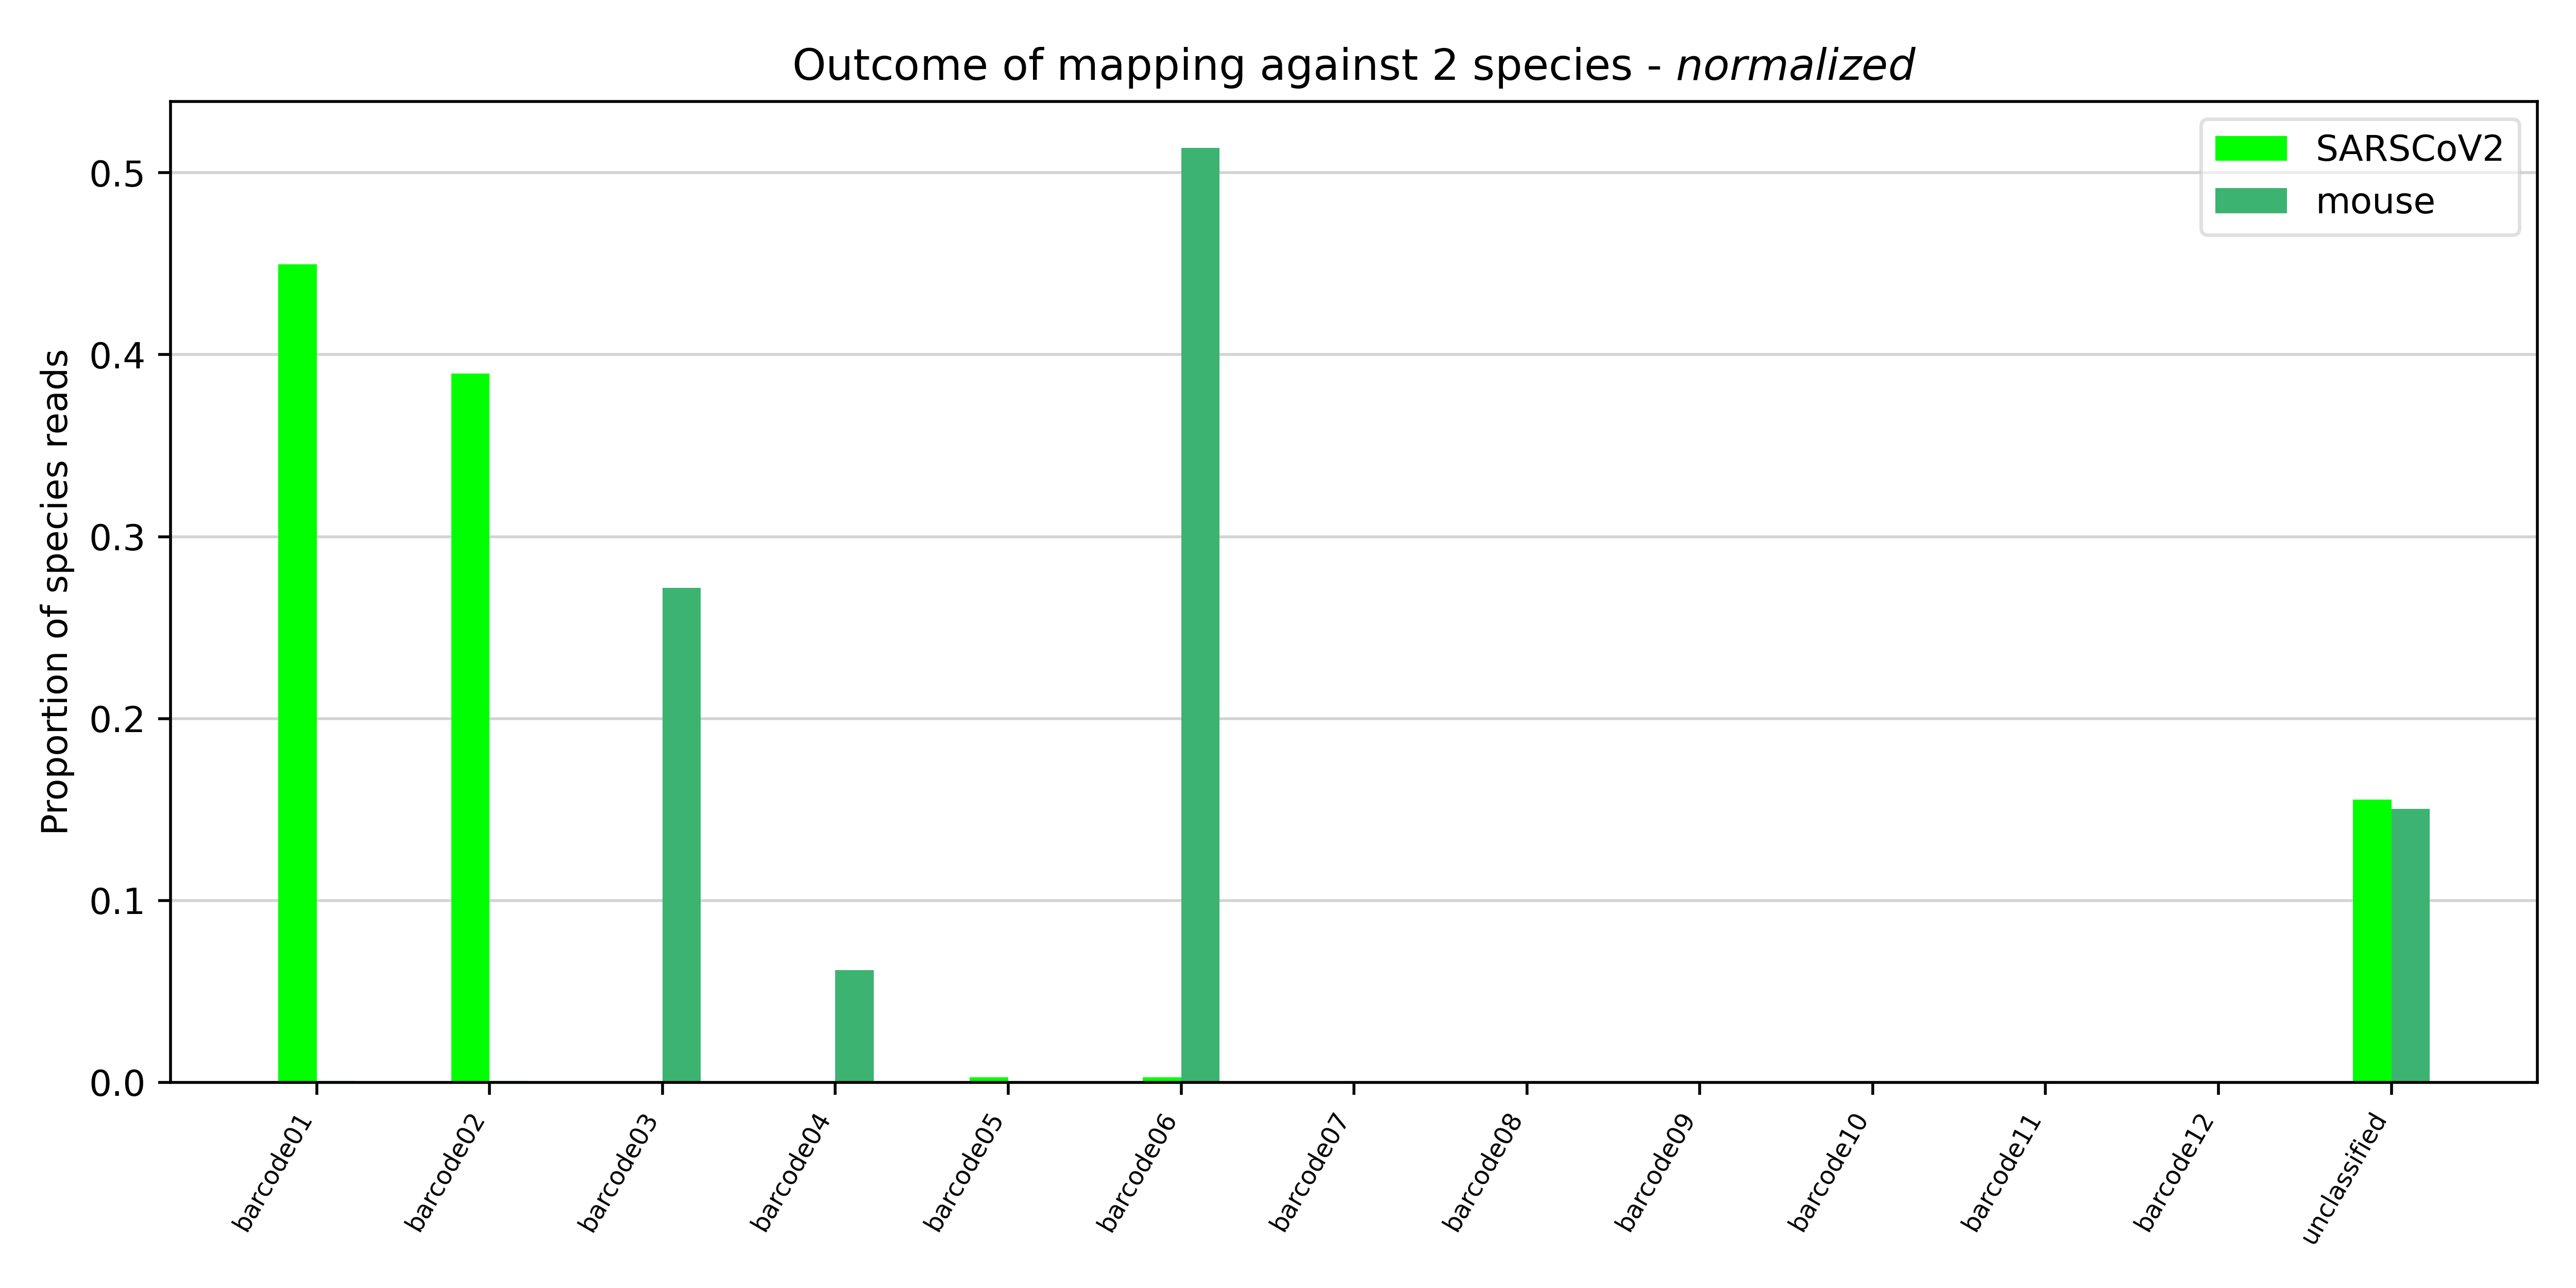 Outcome of mapping against 2 species - normalized
SARSCoV2
mouse
Proportion of species reads
0.5
0.4
0.3
0.2
0.1
0.0
barcode01
barcode02
barcode03
barcode04
barcode05
barcode06
barcode07
barcode08
barcode09
barcode10
barcode11
barcode12
unclassified